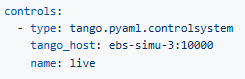 controls:
  - type: tango.pyaml.controlsystem
    tango_host: ebs-simu-3:10000
    name: live